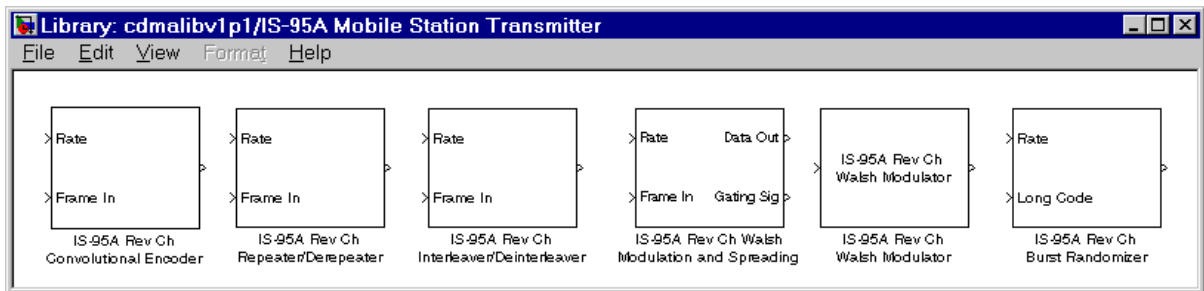 Library: cdmalibv1p1/IS-95A Mobile Station Transmitter
File Edit View Format Help
Rate
Frame In
IS-95A Rev Ch
Convolutional Encoder
Rate
Frame In
IS-95A Rev Ch
Repeater/Derepeater
Rate
Frame In
IS-95A Rev Ch
Interleaver/Deinterleaver
Rate Data Out
Frame In Gating Sig
IS-95A Rev Ch Walsh
Modulation and Spreading
IS-95A Rev Ch
Walsh Modulator
IS-95A Rev Ch
Walsh Modulator
Rate
Long Code
IS-95A Rev Ch
Burst Randomizer